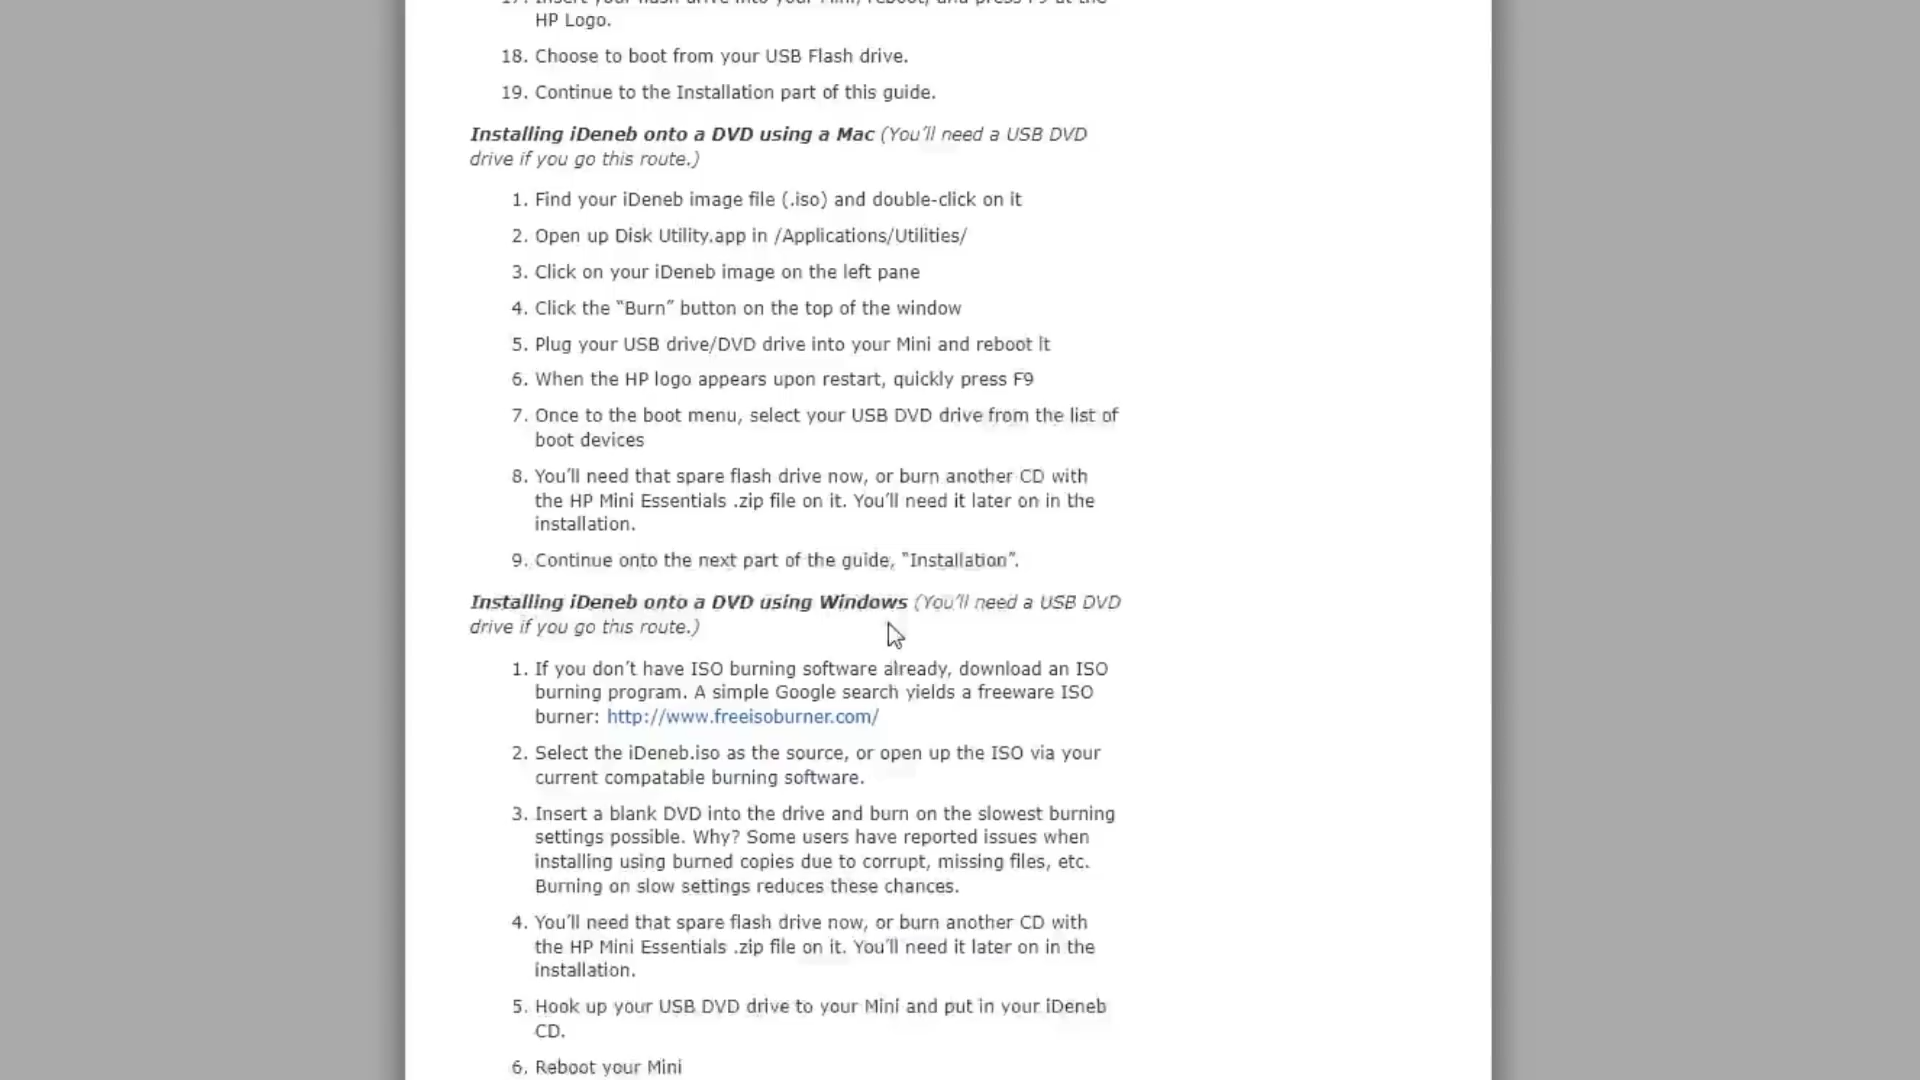 17. Insert your flash drive into your Mini, reboot, and press F9 at the
HP Logo.
18. Choose to boot from your USB Flash drive.
19. Continue to the Installation part of this guide.
Installing iDeneb onto a DVD using a Mac (You'll need a USB DVD
drive if you go this route.)
1. Find your iDeneb image file (.iso) and double-click on it
2. Open up Disk Utility.app in /Applications/Utilities/
3. Click on your iDeneb image on the left pane
4. Click the “Burn” button on the top of the window
5. Plug your USB drive/DVD drive into your Mini and reboot it
6. When the HP logo appears upon restart, quickly press F9
7. Once to the boot menu, select your USB DVD drive from the list of
boot devices
8. You'll need that spare flash drive now, or burn another CD with
the HP Mini Essentials .zip file on it. You'll need it later on in the
installation.
9. Continue onto the next part of the guide, “Installation”.
Installing iDeneb onto a DVD using Windows (You'll need a USB DVD
drive if you go this route.)
1. If you don't have ISO burning software already, download an ISO
burning program. A simple Google search yields a freeware ISO
burner: http://www.freeisoburner.com/
2. Select the iDeneb.iso as the source, or open up the ISO via your
current compatable burning software.
3. Insert a blank DVD into the drive and burn on the slowest burning
settings possible. Why? Some users have reported issues when
installing using burned copies due to corrupt, missing files, etc.
Burning on slow settings reduces these chances.
4. You'll need that spare flash drive now, or burn another CD with
the HP Mini Essentials .zip file on it. You'll need it later on in the
installation.
5. Hook up your USB DVD drive to your Mini and put in your iDeneb
CD.
6. Reboot your Mini